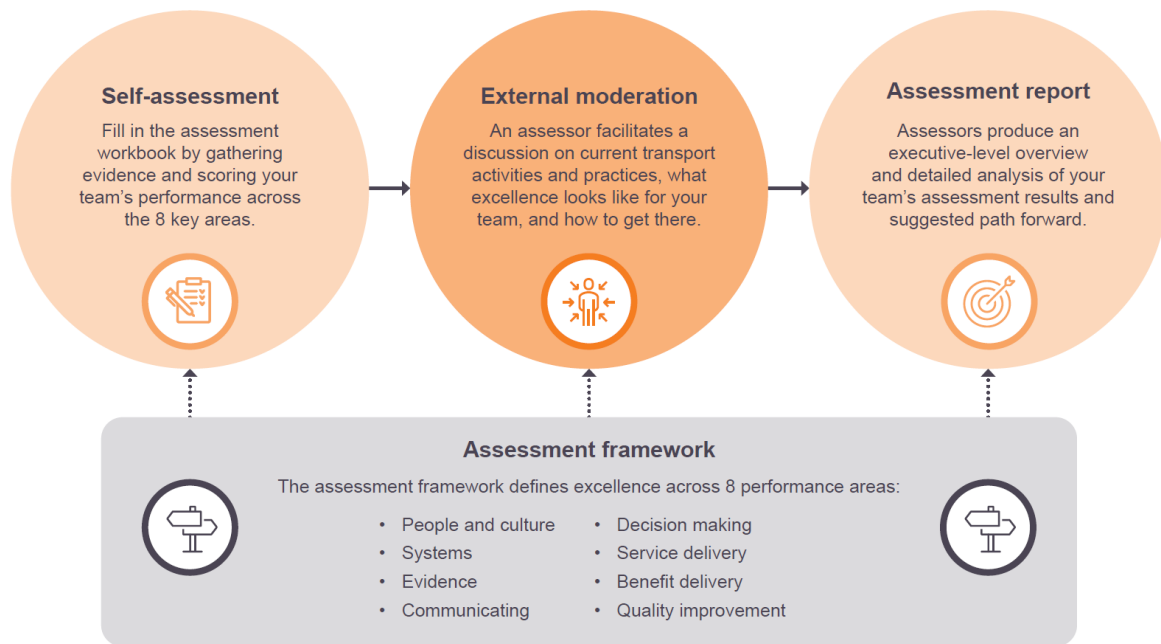 Self-assessment
Fill in the assessment
workbook by gathering
evidence and scoring your
team's performance across
the 8 key areas.
External moderation
An assessor facilitates a
discussion on current transport
activities and practices, what
excellence looks like for your
team, and how to get there.
Assessment report
Assessors produce an
executive-level overview
and detailed analysis of your
team's assessment results and
suggested path forward.
Assessment framework
The assessment framework defines excellence across 8 performance areas:
• People and culture
• Systems
• Evidence
• Communicating
• Decision making
• Service delivery
• Benefit delivery
• Quality improvement